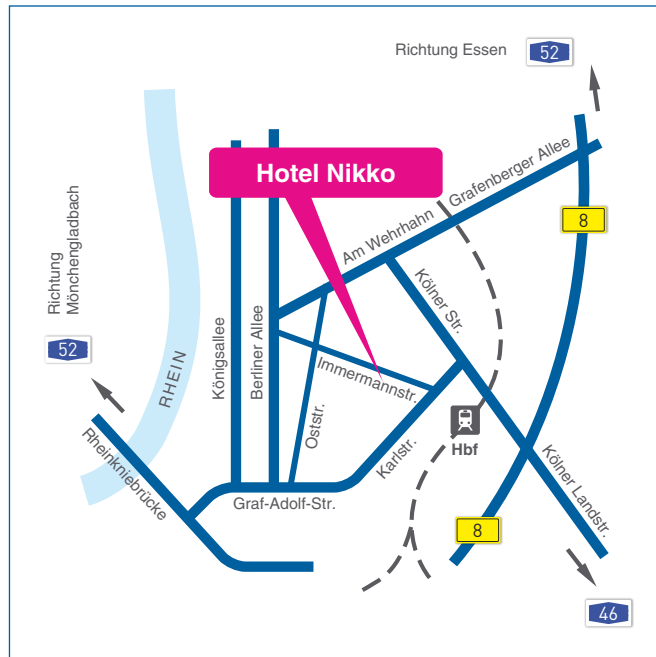 Richtung Essen
52
Hotel Nikko
Grafenberger Allee
Am Wehrhahn
8
Richtung
Mönchengladbach
52
RHEIN
Königsallee
Berliner Allee
Kölner Str.
Immermannstr.
Oststr.
Karlstr.
Hbf
Rheinkniebrücke
Graf-Adolf-Str.
Kölner Landstr.
8
46